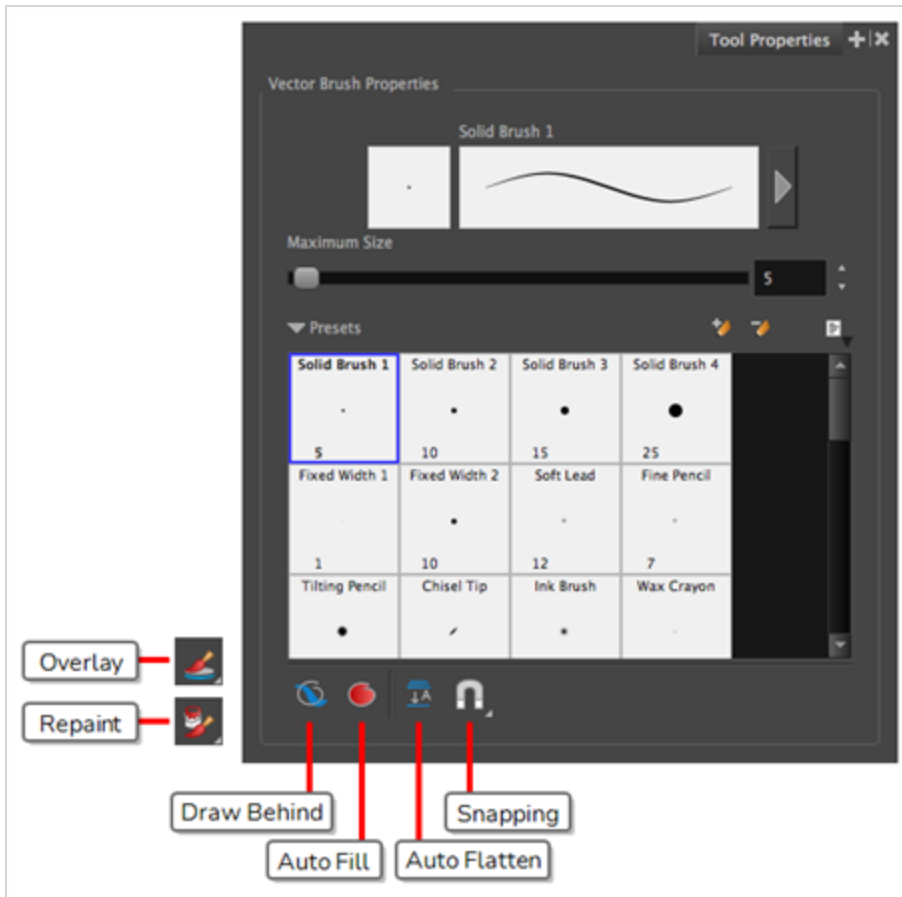 Tool Properties
Vector Brush Properties
Solid Brush 1
Maximum Size
5
Presets
Solid Brush 1 Solid Brush 2 Solid Brush 3 Solid Brush 4
5 10 15 25
Fixed Width 1 Fixed Width 2 Soft Lead Fine Pencil
1 10 12 7
Tilting Pencil Chisel Tip Ink Brush Wax Crayon
Overlay
A
Repaint
Draw Behind
Snapping
Auto Fill
Auto Flatten